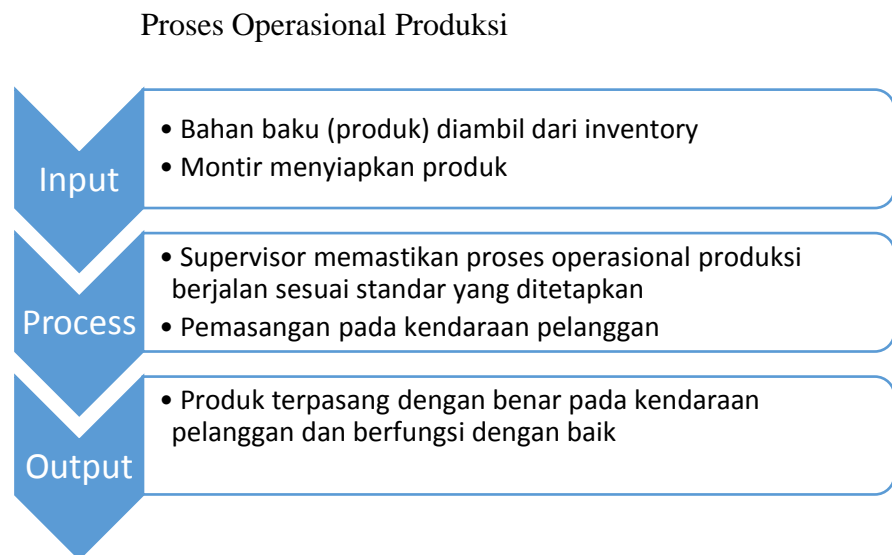 Proses Operasional Produksi
Input
• Bahan baku (produk) diambil dari inventory
• Montir menyiapkan produk
Process
• Supervisor memastikan proses operasional produksi
berjalan sesuai standar yang ditetapkan
• Pemasangan pada kendaraan pelanggan
Output
• Produk terpasang dengan benar pada kendaraan
pelanggan dan berfungsi dengan baik